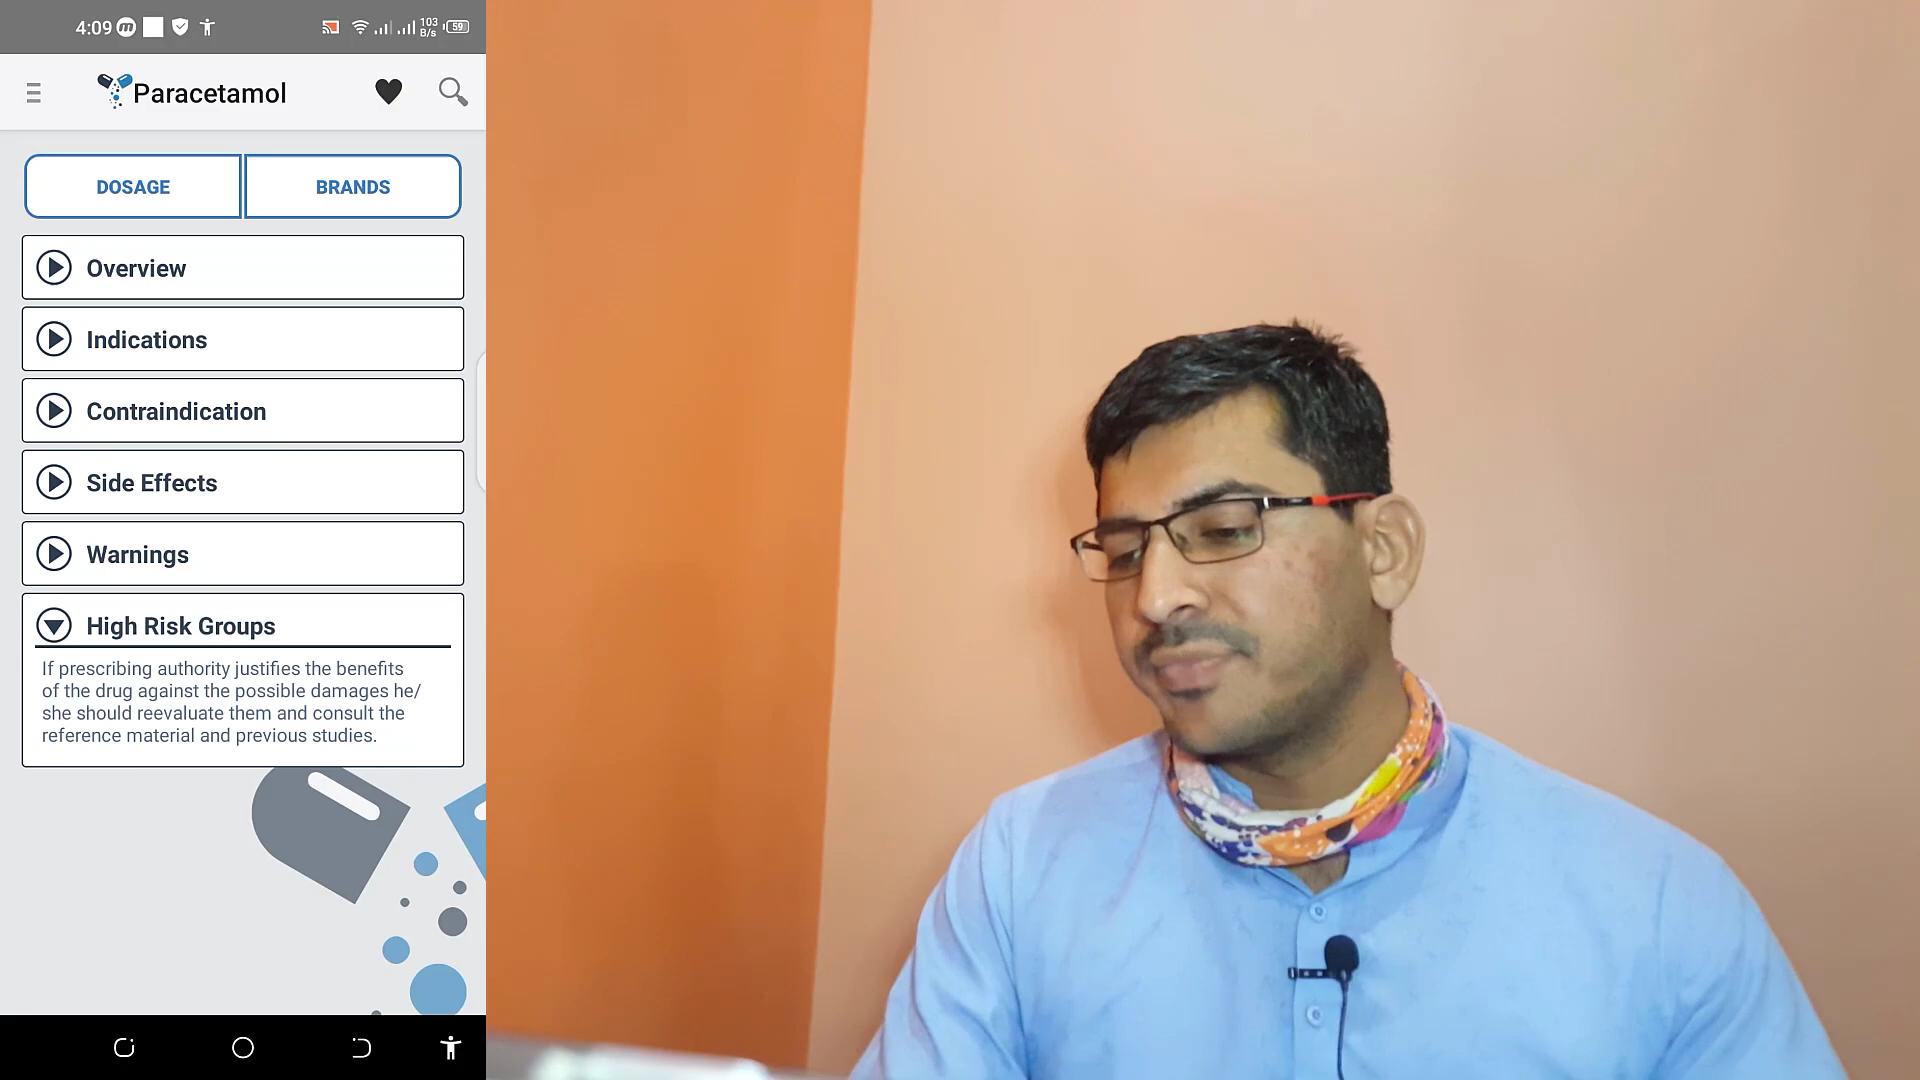 4:09
103
B/s
59
Paracetamol
DOSAGE
BRANDS
Overview
Indications
Contraindication
Side Effects
Warnings
High Risk Groups
If prescribing authority justifies the benefits
of the drug against the possible damages he/
she should reevaluate them and consult the
reference material and previous studies.